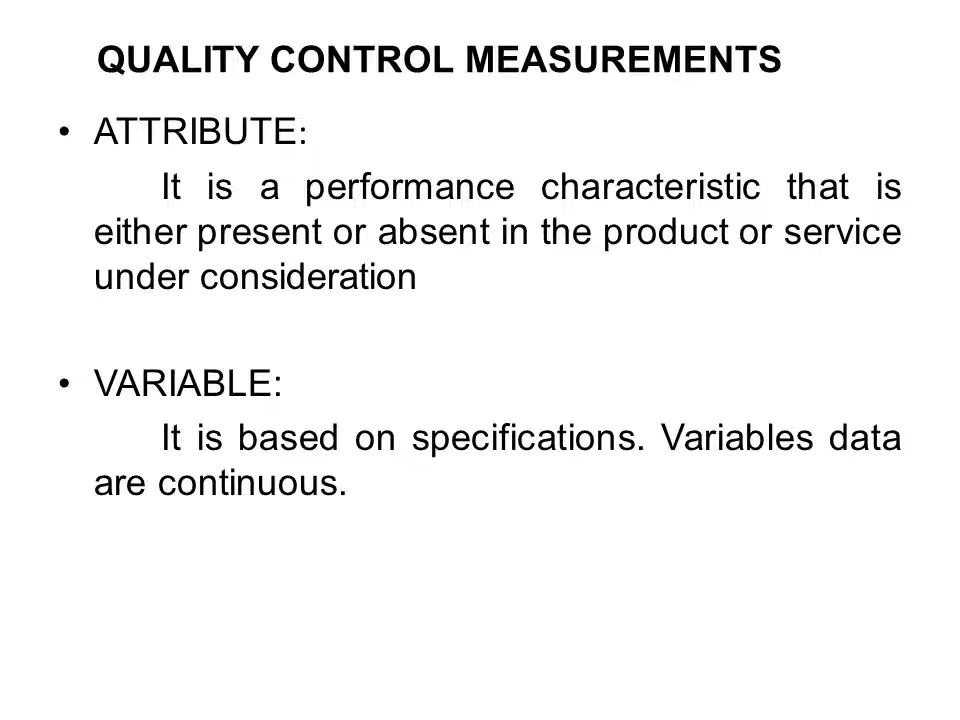 QUALITY CONTROL MEASUREMENTS
• ATTRIBUTE:
It is a performance characteristic that is
either present or absent in the product or service
under consideration
• VARIABLE:
It is based on specifications. Variables data
are continuous.